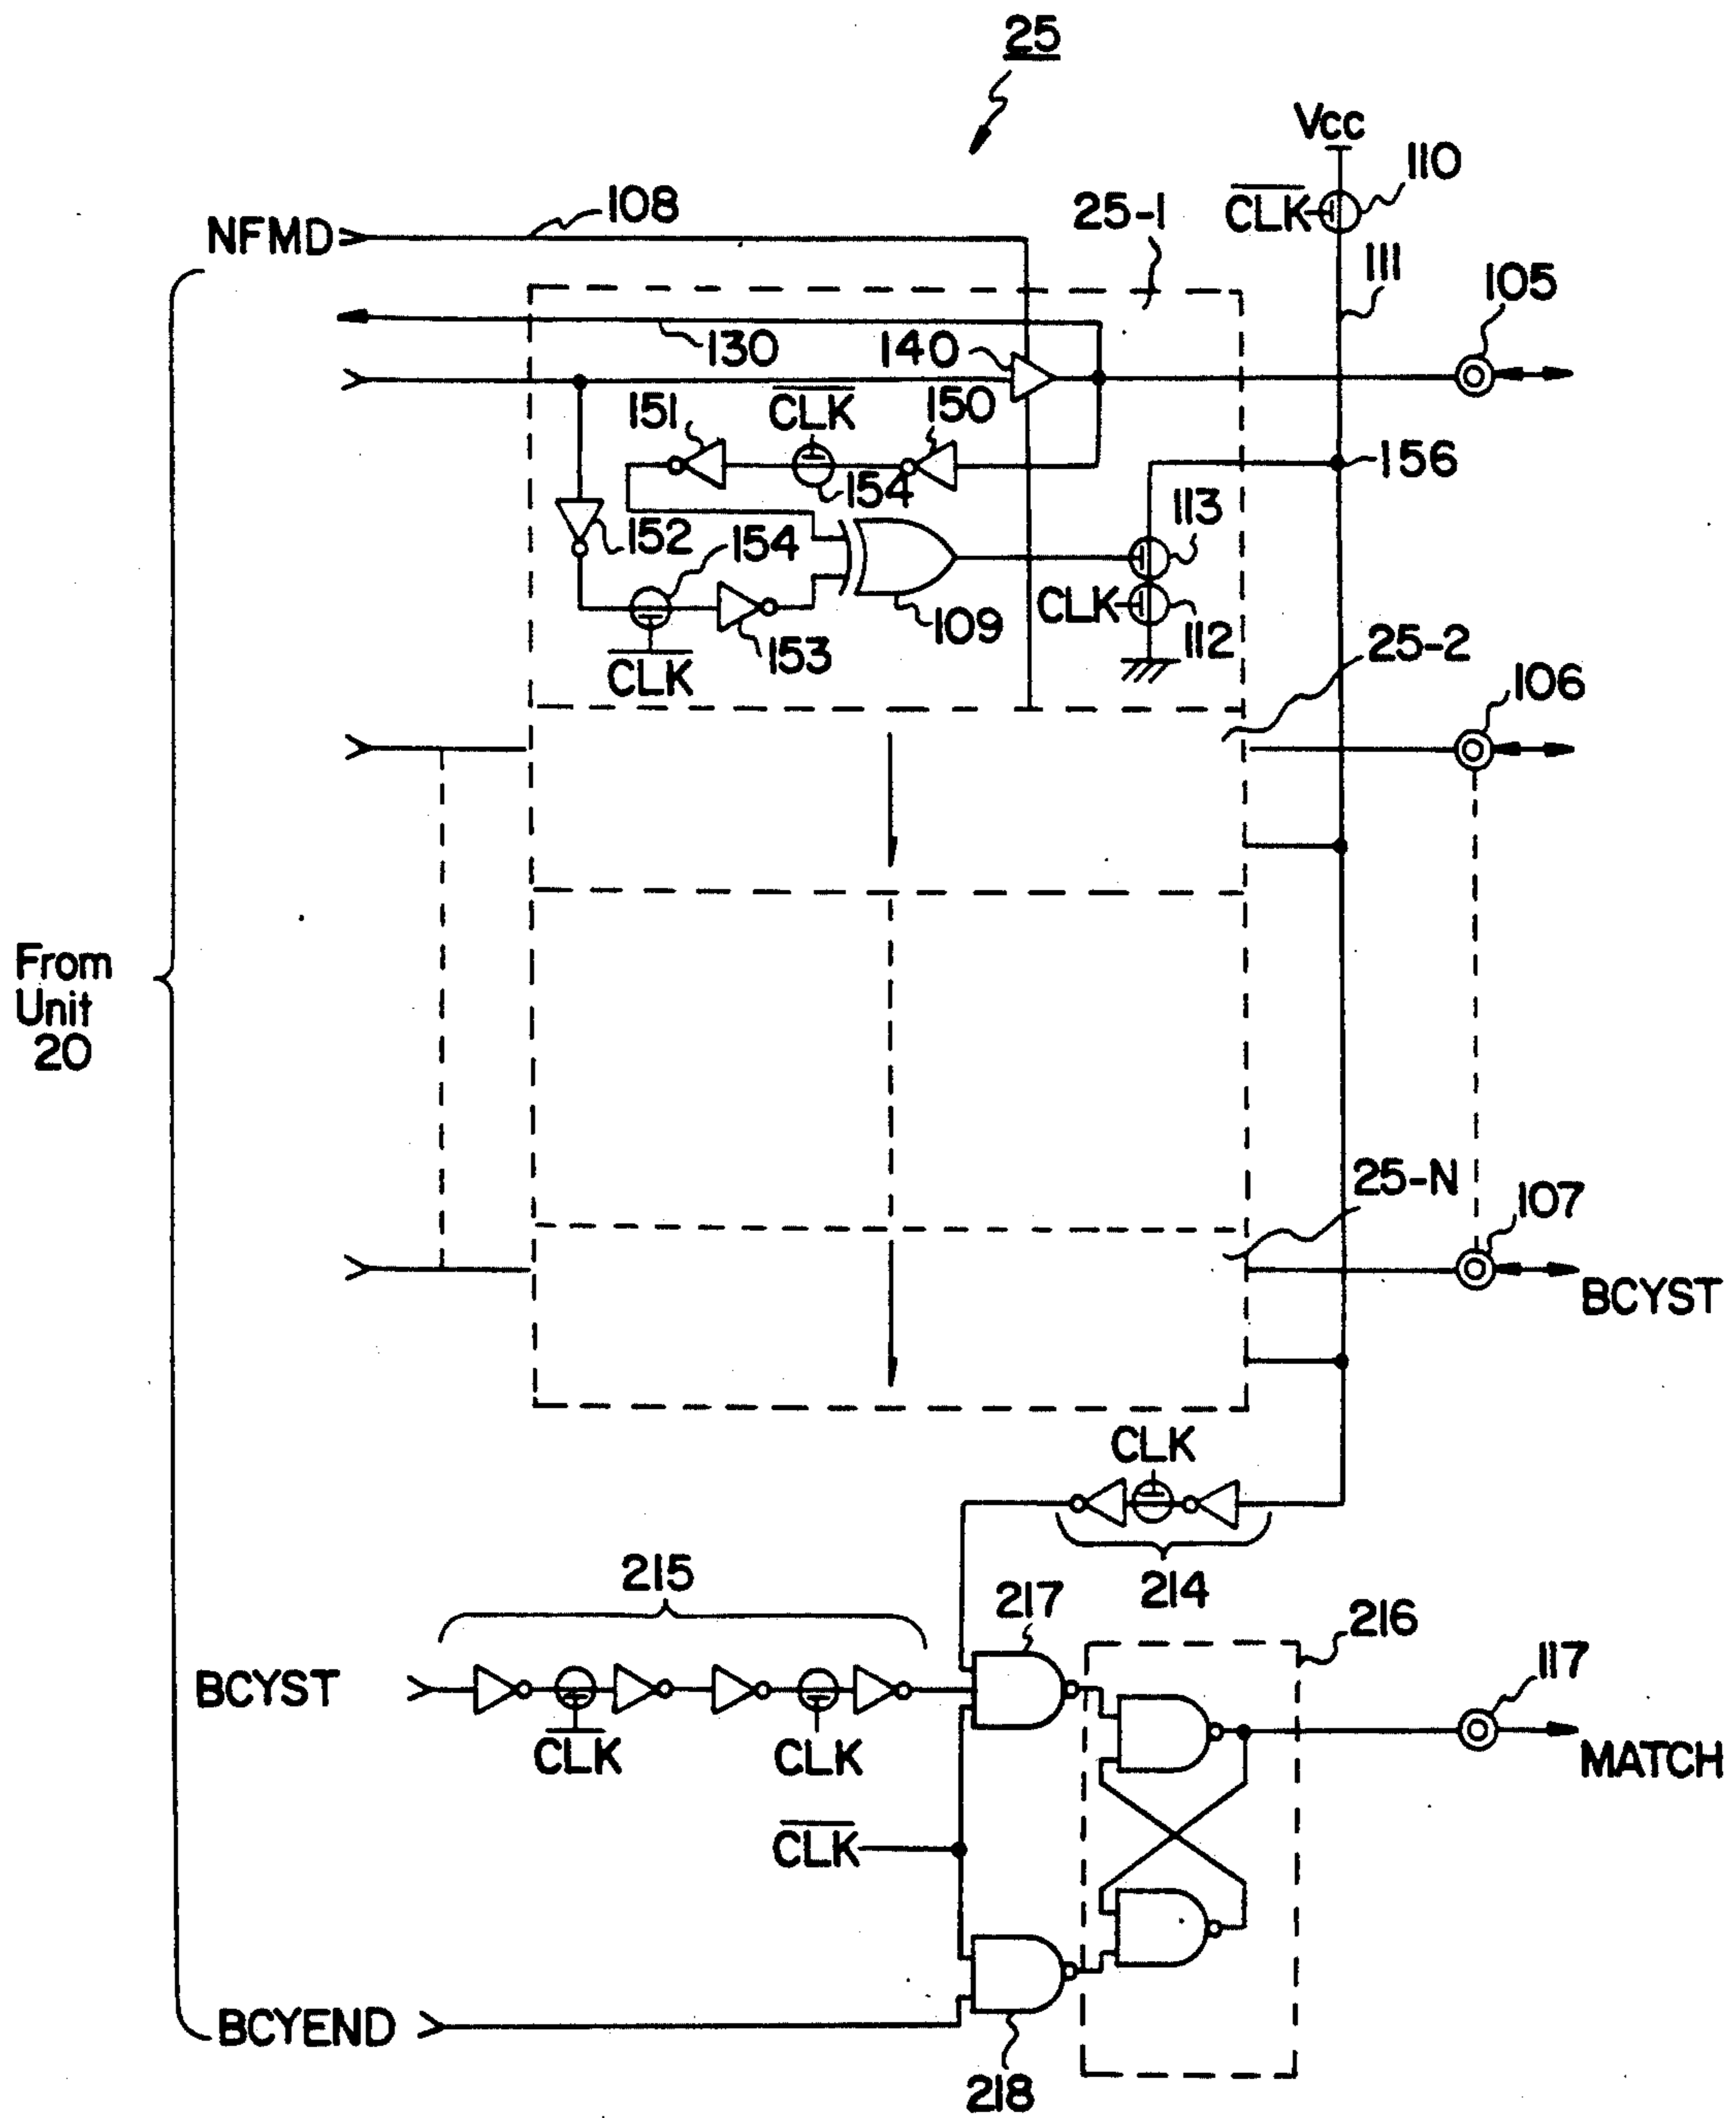 25
Vcc
110
CLK
108
25-1
NFMD
111
105
130
140
CLK
150
151
154
156
113
152
154
CLK
109
112
153
CLK
25-2
106
From
Unit
20
25-N
107
BCYST
CLK
215
214
217
216
117
BCYST
CLK
CLK
MATCH
CLK
BCYEND
218